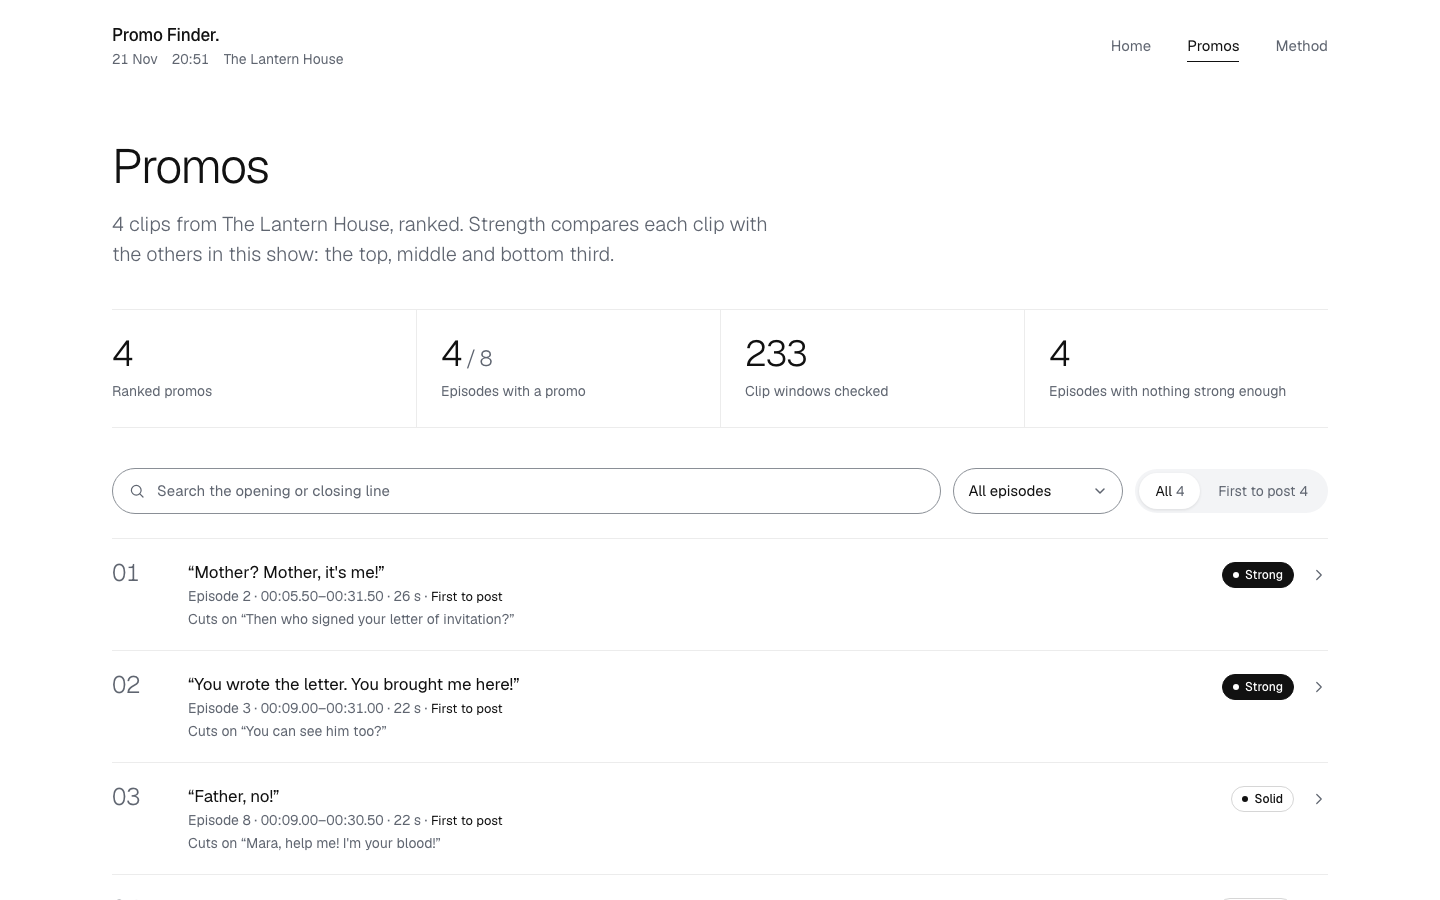 Promo Finder.
21 Nov 20:51 The Lantern House
Home Promos Method
Promos
4 clips from The Lantern House, ranked. Strength compares each clip with
the others in this show: the top, middle and bottom third.
4
Ranked promos
4 / 8
Episodes with a promo
233
Clip windows checked
4
Episodes with nothing strong enough
Search the opening or closing line
All episodes
All 4
First to post 4
01
“Mother? Mother, it's me!”
Episode 2 · 00:05.50–00:31.50 · 26 s · First to post
Cuts on “Then who signed your letter of invitation?”
Strong
02
“You wrote the letter. You brought me here!”
Episode 3 · 00:09.00–00:31.00 · 22 s · First to post
Cuts on “You can see him too?”
Strong
03
“Father, no!”
Episode 8 · 00:09.00–00:30.50 · 22 s · First to post
Cuts on “Mara, help me! I'm your blood!”
Solid